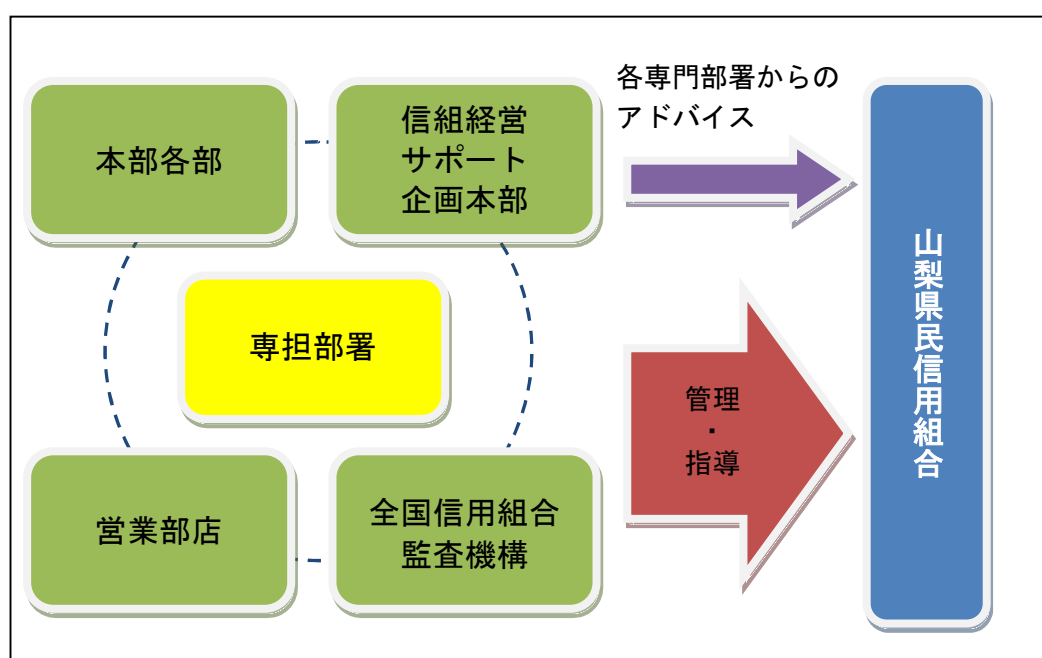 本部各部
信組経営
サポート
企画本部
各専門部署からの
アドバイス
専担部署
営業部店
全国信用組合
監査機構
管理
・
指導
山梨県民信用組合